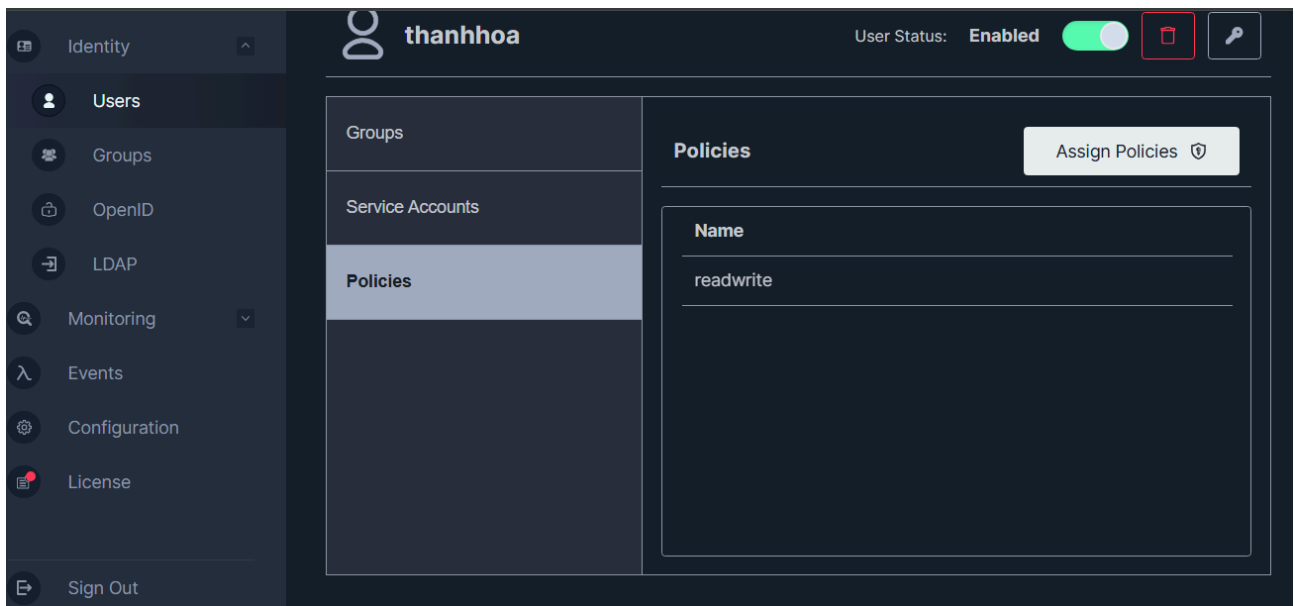 Identity
Users
Groups
OpenID
LDAP
Monitoring
Events
Configuration
License
Sign Out
thanhhoa
User Status: Enabled
Groups
Service Accounts
Policies
Policies
Assign Policies
Name
readwrite